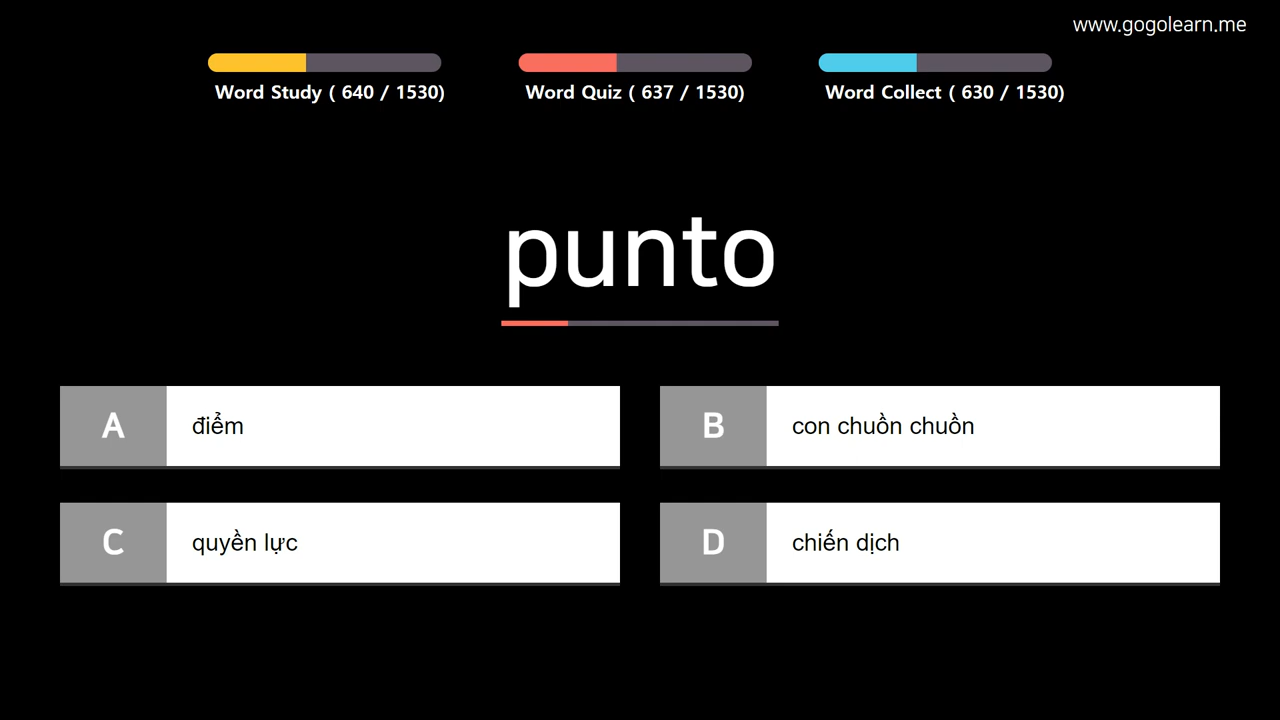 www.gogolearn.me
Word Study ( 640 / 1530)
Word Quiz ( 637 / 1530)
Word Collect ( 630 / 1530)
punto
A điểm
B con chuồn chuồn
C quyền lực
D chiến dịch